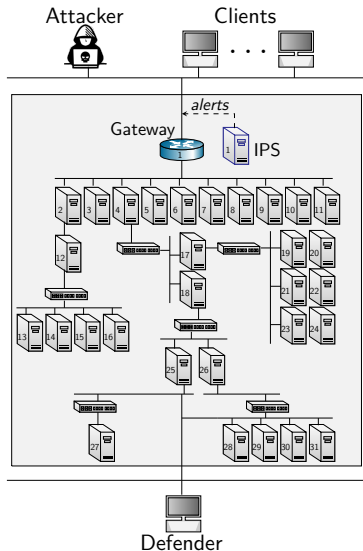 Attacker Clients
alerts
Gateway
1 1 IPS
2 3 4 5 6 7 8 9 10 11
12 17 19 20
18 21 22
13 14 15 16 23 24
25 26
27 28 29 30 31
Defender